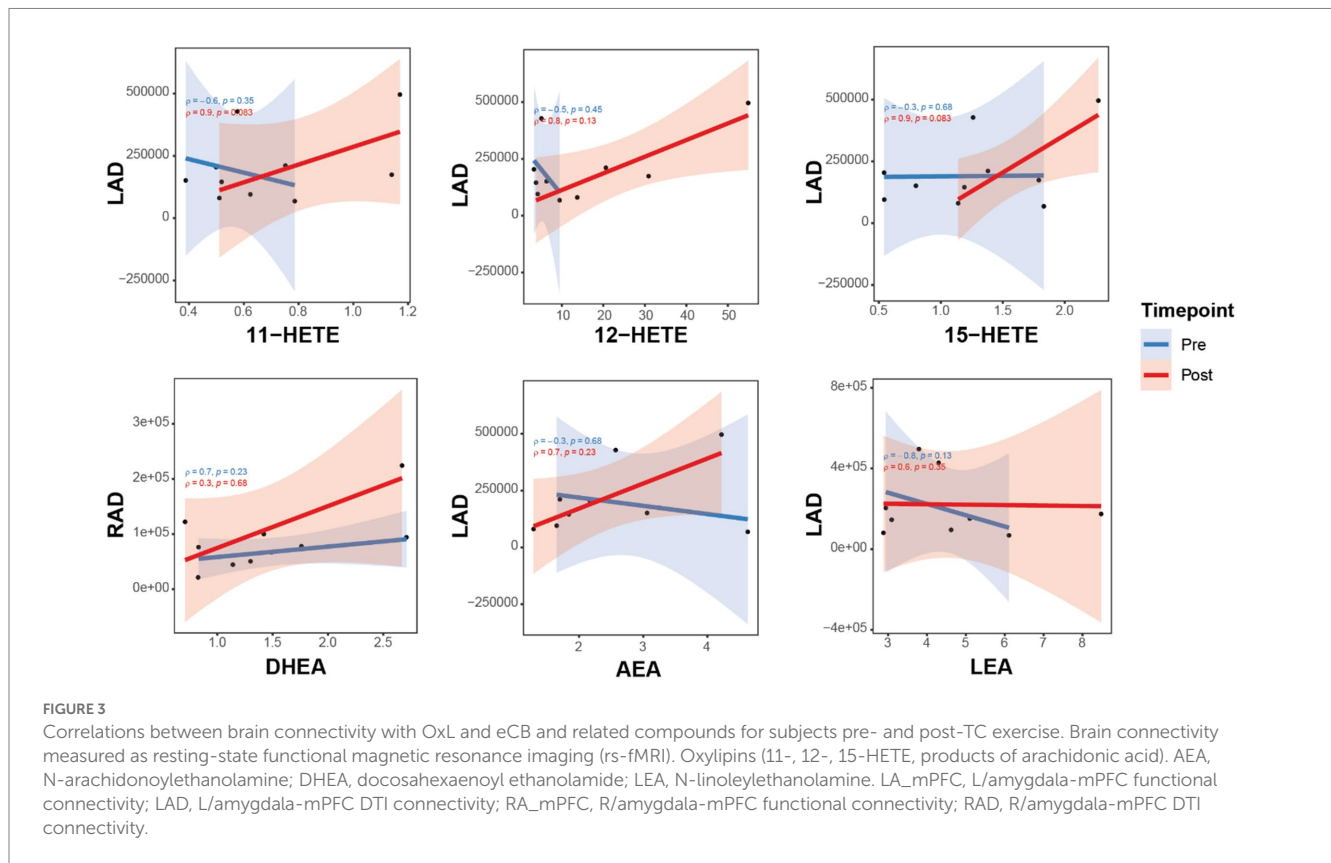 LAD
500000
250000
0
−250000
ρ = −0.6, p = 0.35
ρ = 0.9, p = 0.083
0.4 0.6 0.8 1.0 1.2
11−HETE
LAD
500000
250000
0
−250000
ρ = −0.5, p = 0.45
ρ = 0.8, p = 0.13
10 20 30 40 50
12−HETE
LAD
500000
250000
0
−250000
ρ = −0.3, p = 0.68
ρ = 0.9, p = 0.083
0.5 1.0 1.5 2.0
15−HETE
Timepoint
Pre
Post
RAD
3e+05
2e+05
1e+05
0e+00
ρ = 0.7, p = 0.23
ρ = 0.3, p = 0.68
1.0 1.5 2.0 2.5
DHEA
LAD
500000
250000
0
−250000
ρ = −0.3, p = 0.68
ρ = 0.7, p = 0.23
2 3 4
AEA
LAD
8e+05
4e+05
0e+00
−4e+05
ρ = −0.8, p = 0.13
ρ = 0.6, p = 0.35
3 4 5 6 7 8
LEA
FIGURE 3
Correlations between brain connectivity with OxL and eCB and related compounds for subjects pre- and post-TC exercise. Brain connectivity
measured as resting-state functional magnetic resonance imaging (rs-fMRI). Oxylipins (11-, 12-, 15-HETE, products of arachidonic acid). AEA,
N-arachidonoylethanolamine; DHEA, docosahexaenoyl ethanolamide; LEA, N-linoleylethanolamine. LA_mPFC, L/amygdala-mPFC functional
connectivity; LAD, L/amygdala-mPFC DTI connectivity; RA_mPFC, R/amygdala-mPFC functional connectivity; RAD, R/amygdala-mPFC DTI
connectivity.